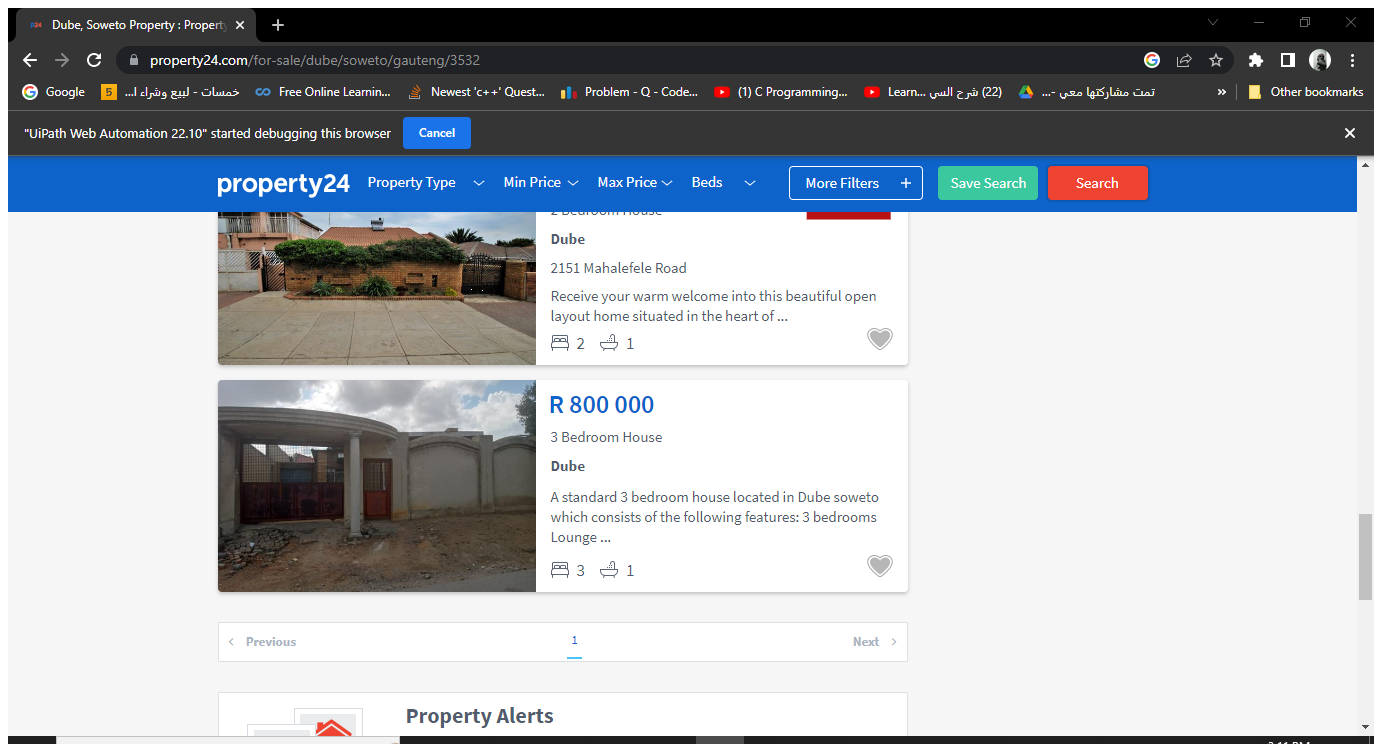 Dube, Soweto Property : Property
property24.com/for-sale/dube/soweto/gauteng/3532
Google
5
خمسات - لبيع وشراء ا...
Free Online Learnin...
Newest 'c++' Quest...
Problem - Q - Code...
(1) C Programming...
(22) شرح السي ...Learn
تمت مشاركتها معي -...
»
Other bookmarks
"UiPath Web Automation 22.10" started debugging this browser
Cancel
property24
Property Type
Min Price
Max Price
Beds
More Filters +
Save Search
Search
2 Bedroom House
Dube
2151 Mahalefele Road
Receive your warm welcome into this beautiful open
layout home situated in the heart of ...
2 1
R 800 000
3 Bedroom House
Dube
A standard 3 bedroom house located in Dube soweto
which consists of the following features: 3 bedrooms
Lounge ...
3 1
Previous
1
Next
Property Alerts